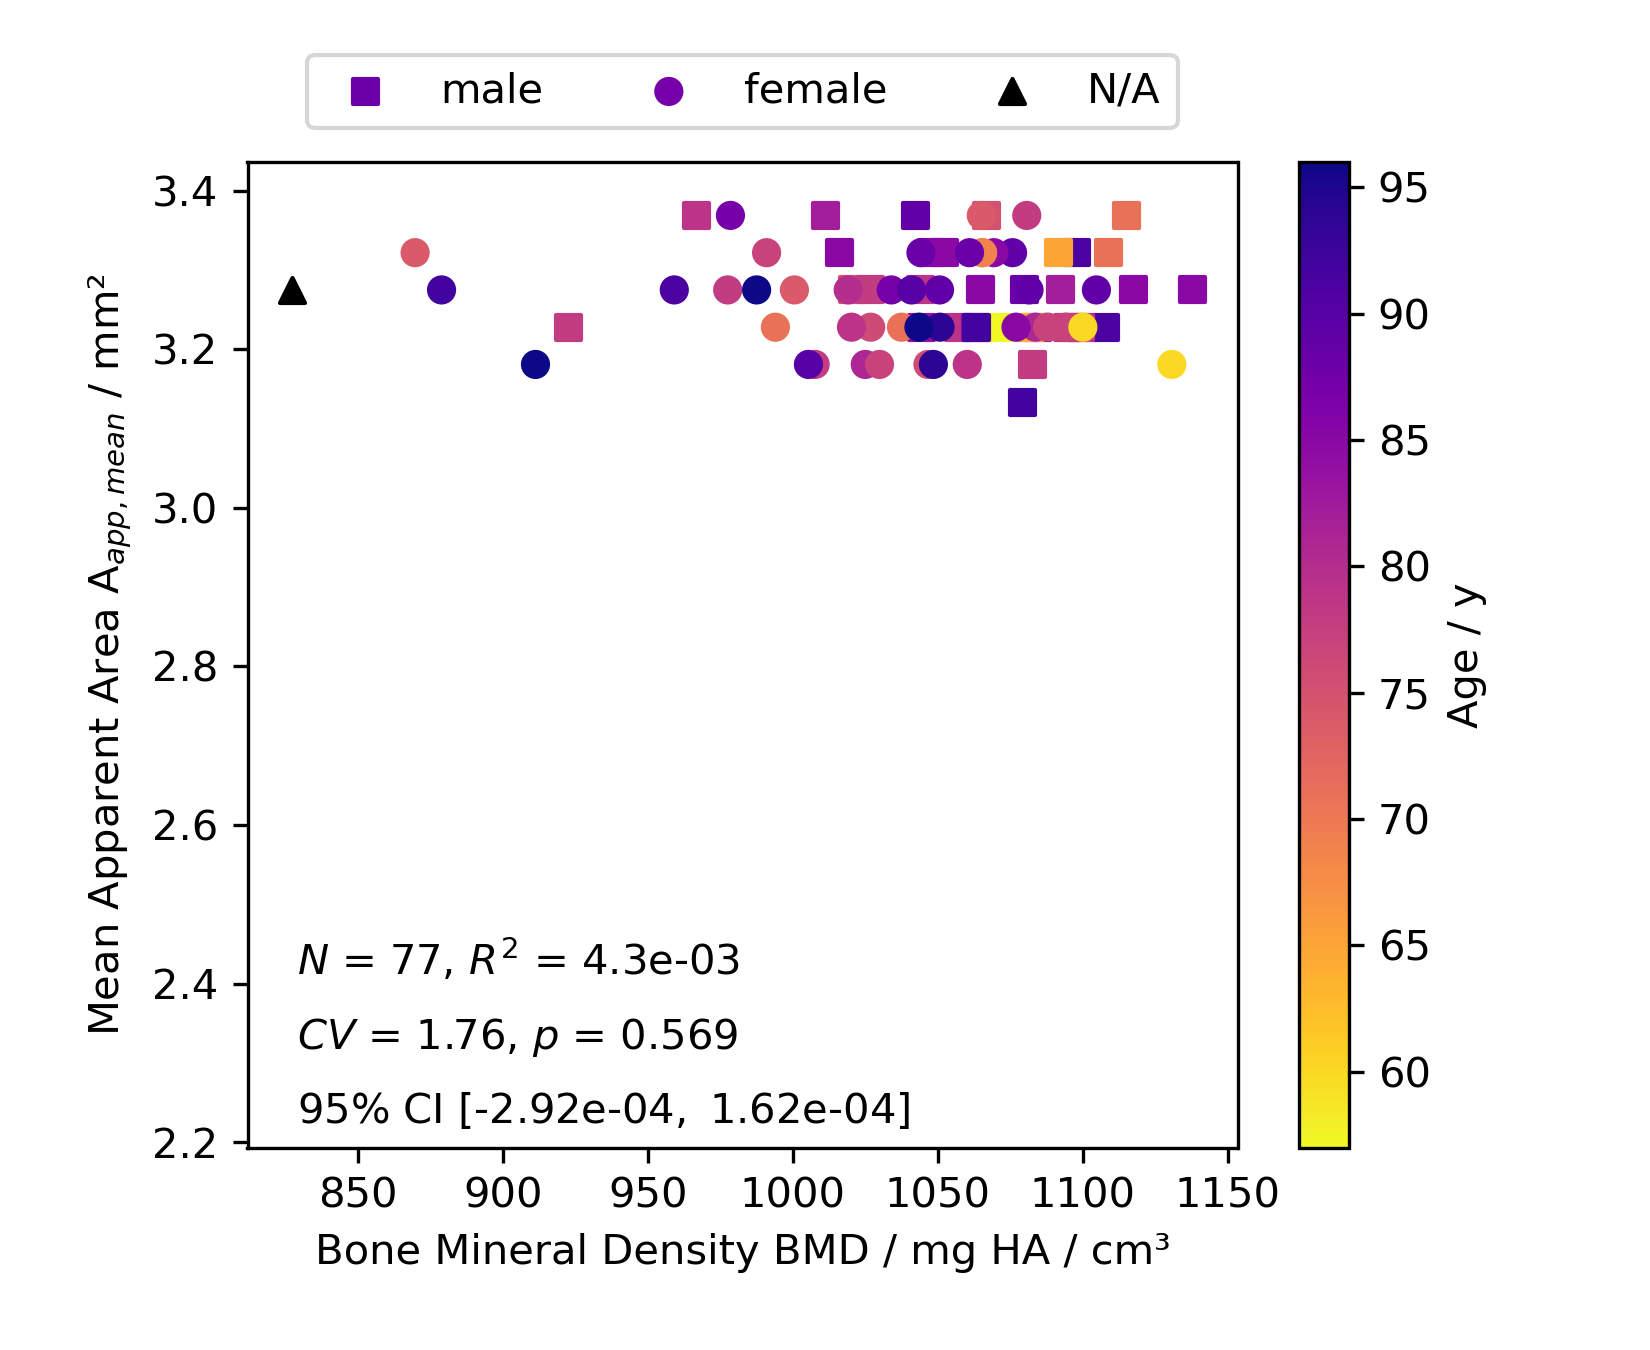 male female N/A
3.4
3.2
3.0
2.8
2.6
2.4
2.2
Mean Apparent Area A_{app, mean} / mm²
N = 77, R² = 4.3e-03
CV = 1.76, p = 0.569
95% CI [-2.92e-04, 1.62e-04]
850 900 950 1000 1050 1100 1150
Bone Mineral Density BMD / mg HA / cm³
95
90
85
80
75
70
65
60
Age / y